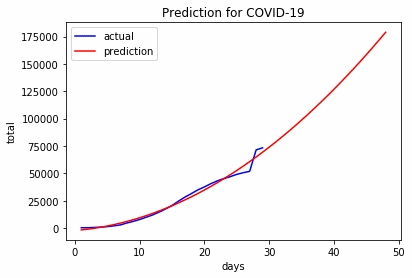 Prediction for COVID-19
actual
prediction
175000
150000
125000
100000
75000
50000
25000
0
total
0 10 20 30 40 50
days